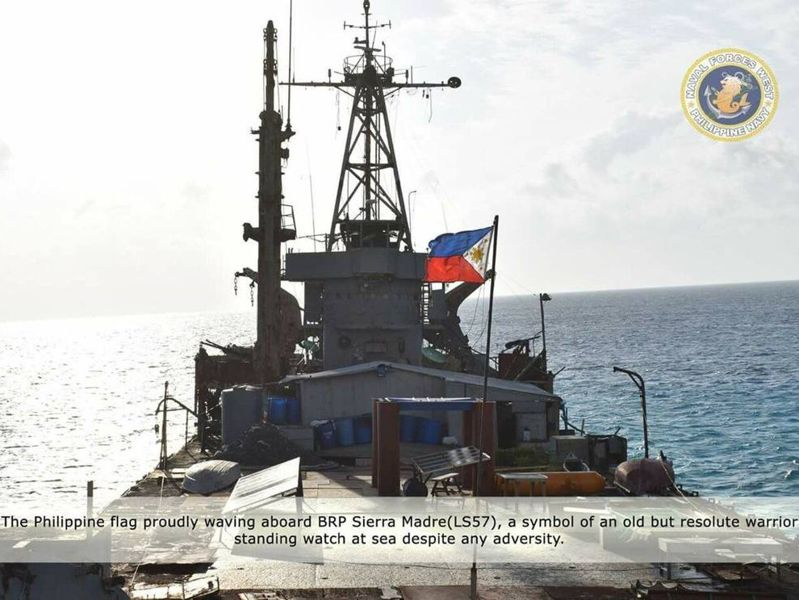 NAVAL FORCES WEST
PHILIPPINE NAVY
The Philippine flag proudly waving aboard BRP Sierra Madre(LS57), a symbol of an old but resolute warrior
standing watch at sea despite any adversity.